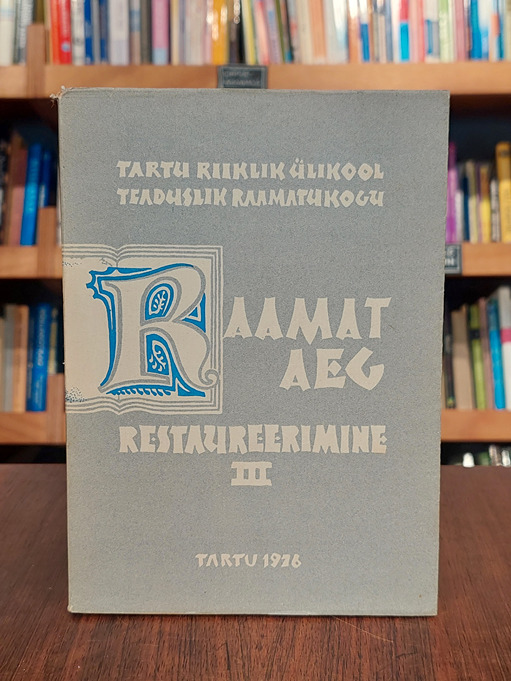 TARTU RIIKLIK ÜLIKOOL
TEADUSLIK RAAMATUKOGU
RAAMAT
AEG
RESTAUREERIMINE
III
TARTU 1976